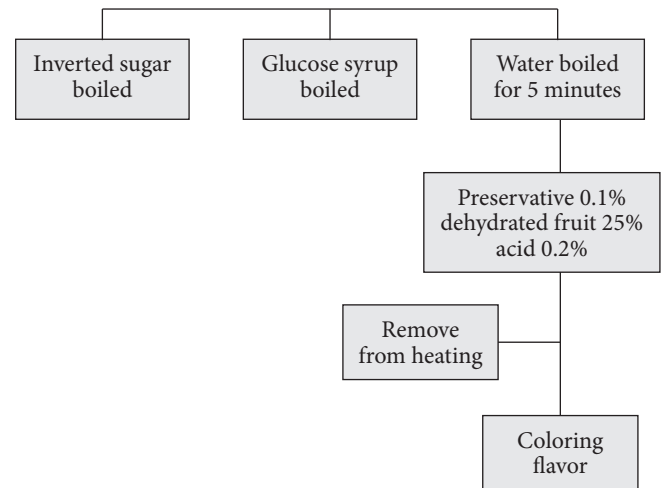 Inverted sugar
boiled
Glucose syrup
boiled
Water boiled
for 5 minutes
Preservative 0.1%
dehydrated fruit 25%
acid 0.2%
Remove
from heating
Coloring
flavor